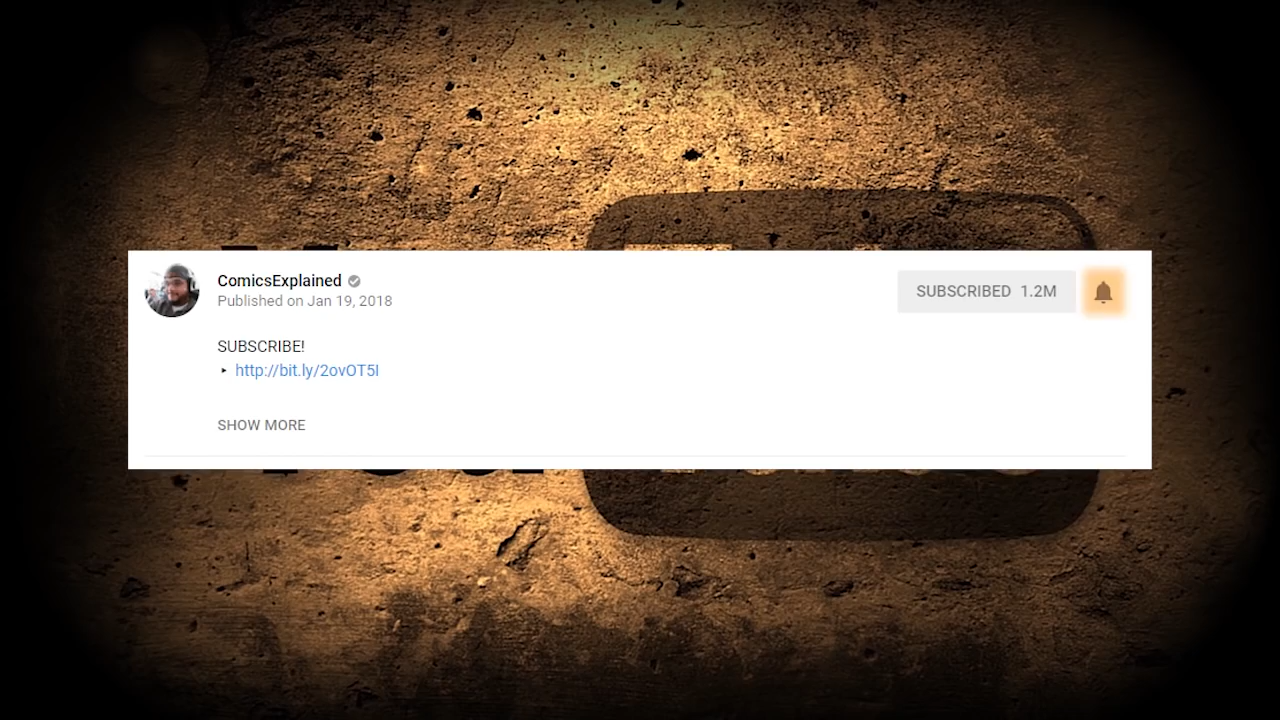 ComicsExplained
SUBSCRIBED 1.2M
Published on Jan 19, 2018
SUBSCRIBE!
‣ http://bit.ly/2ovOT5I
SHOW MORE